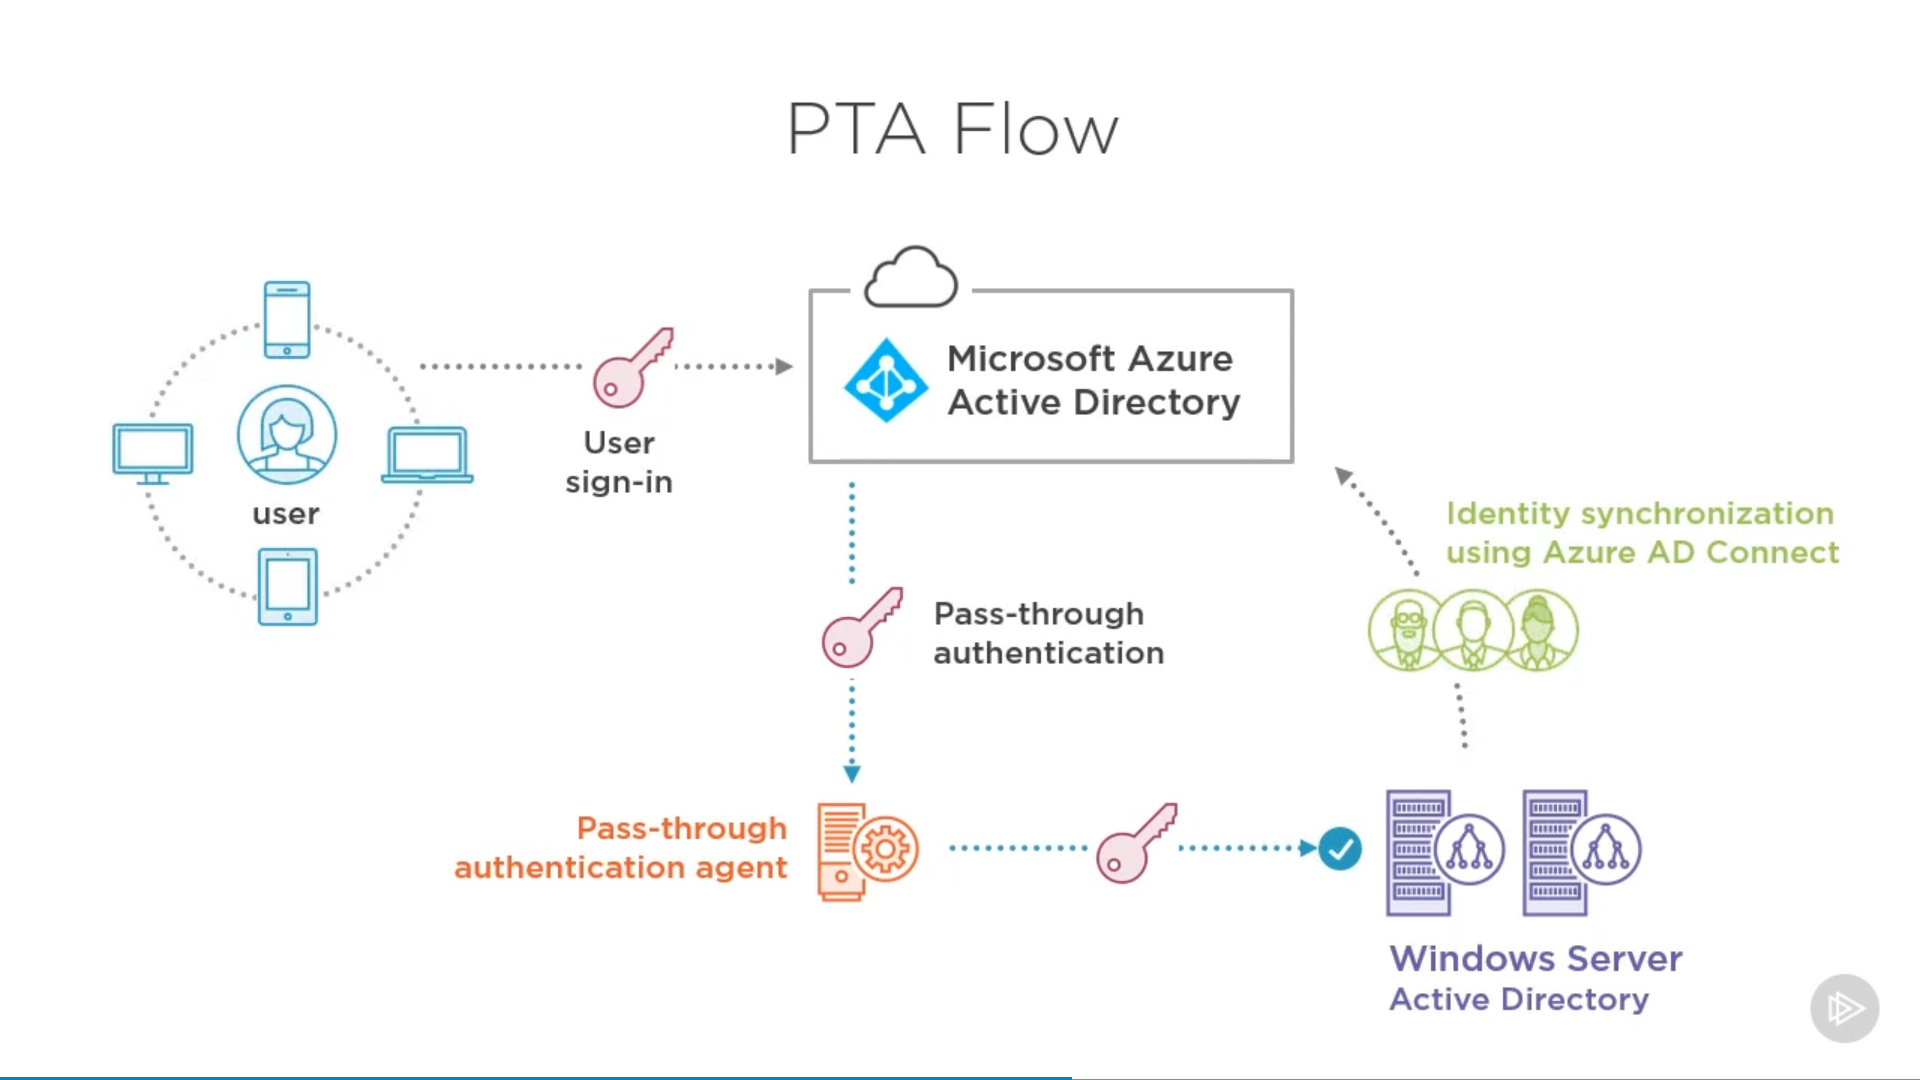 PTA Flow
Microsoft Azure
Active Directory
User
sign-in
user
Identity synchronization
using Azure AD Connect
Pass-through
authentication
Pass-through
authentication agent
Windows Server
Active Directory